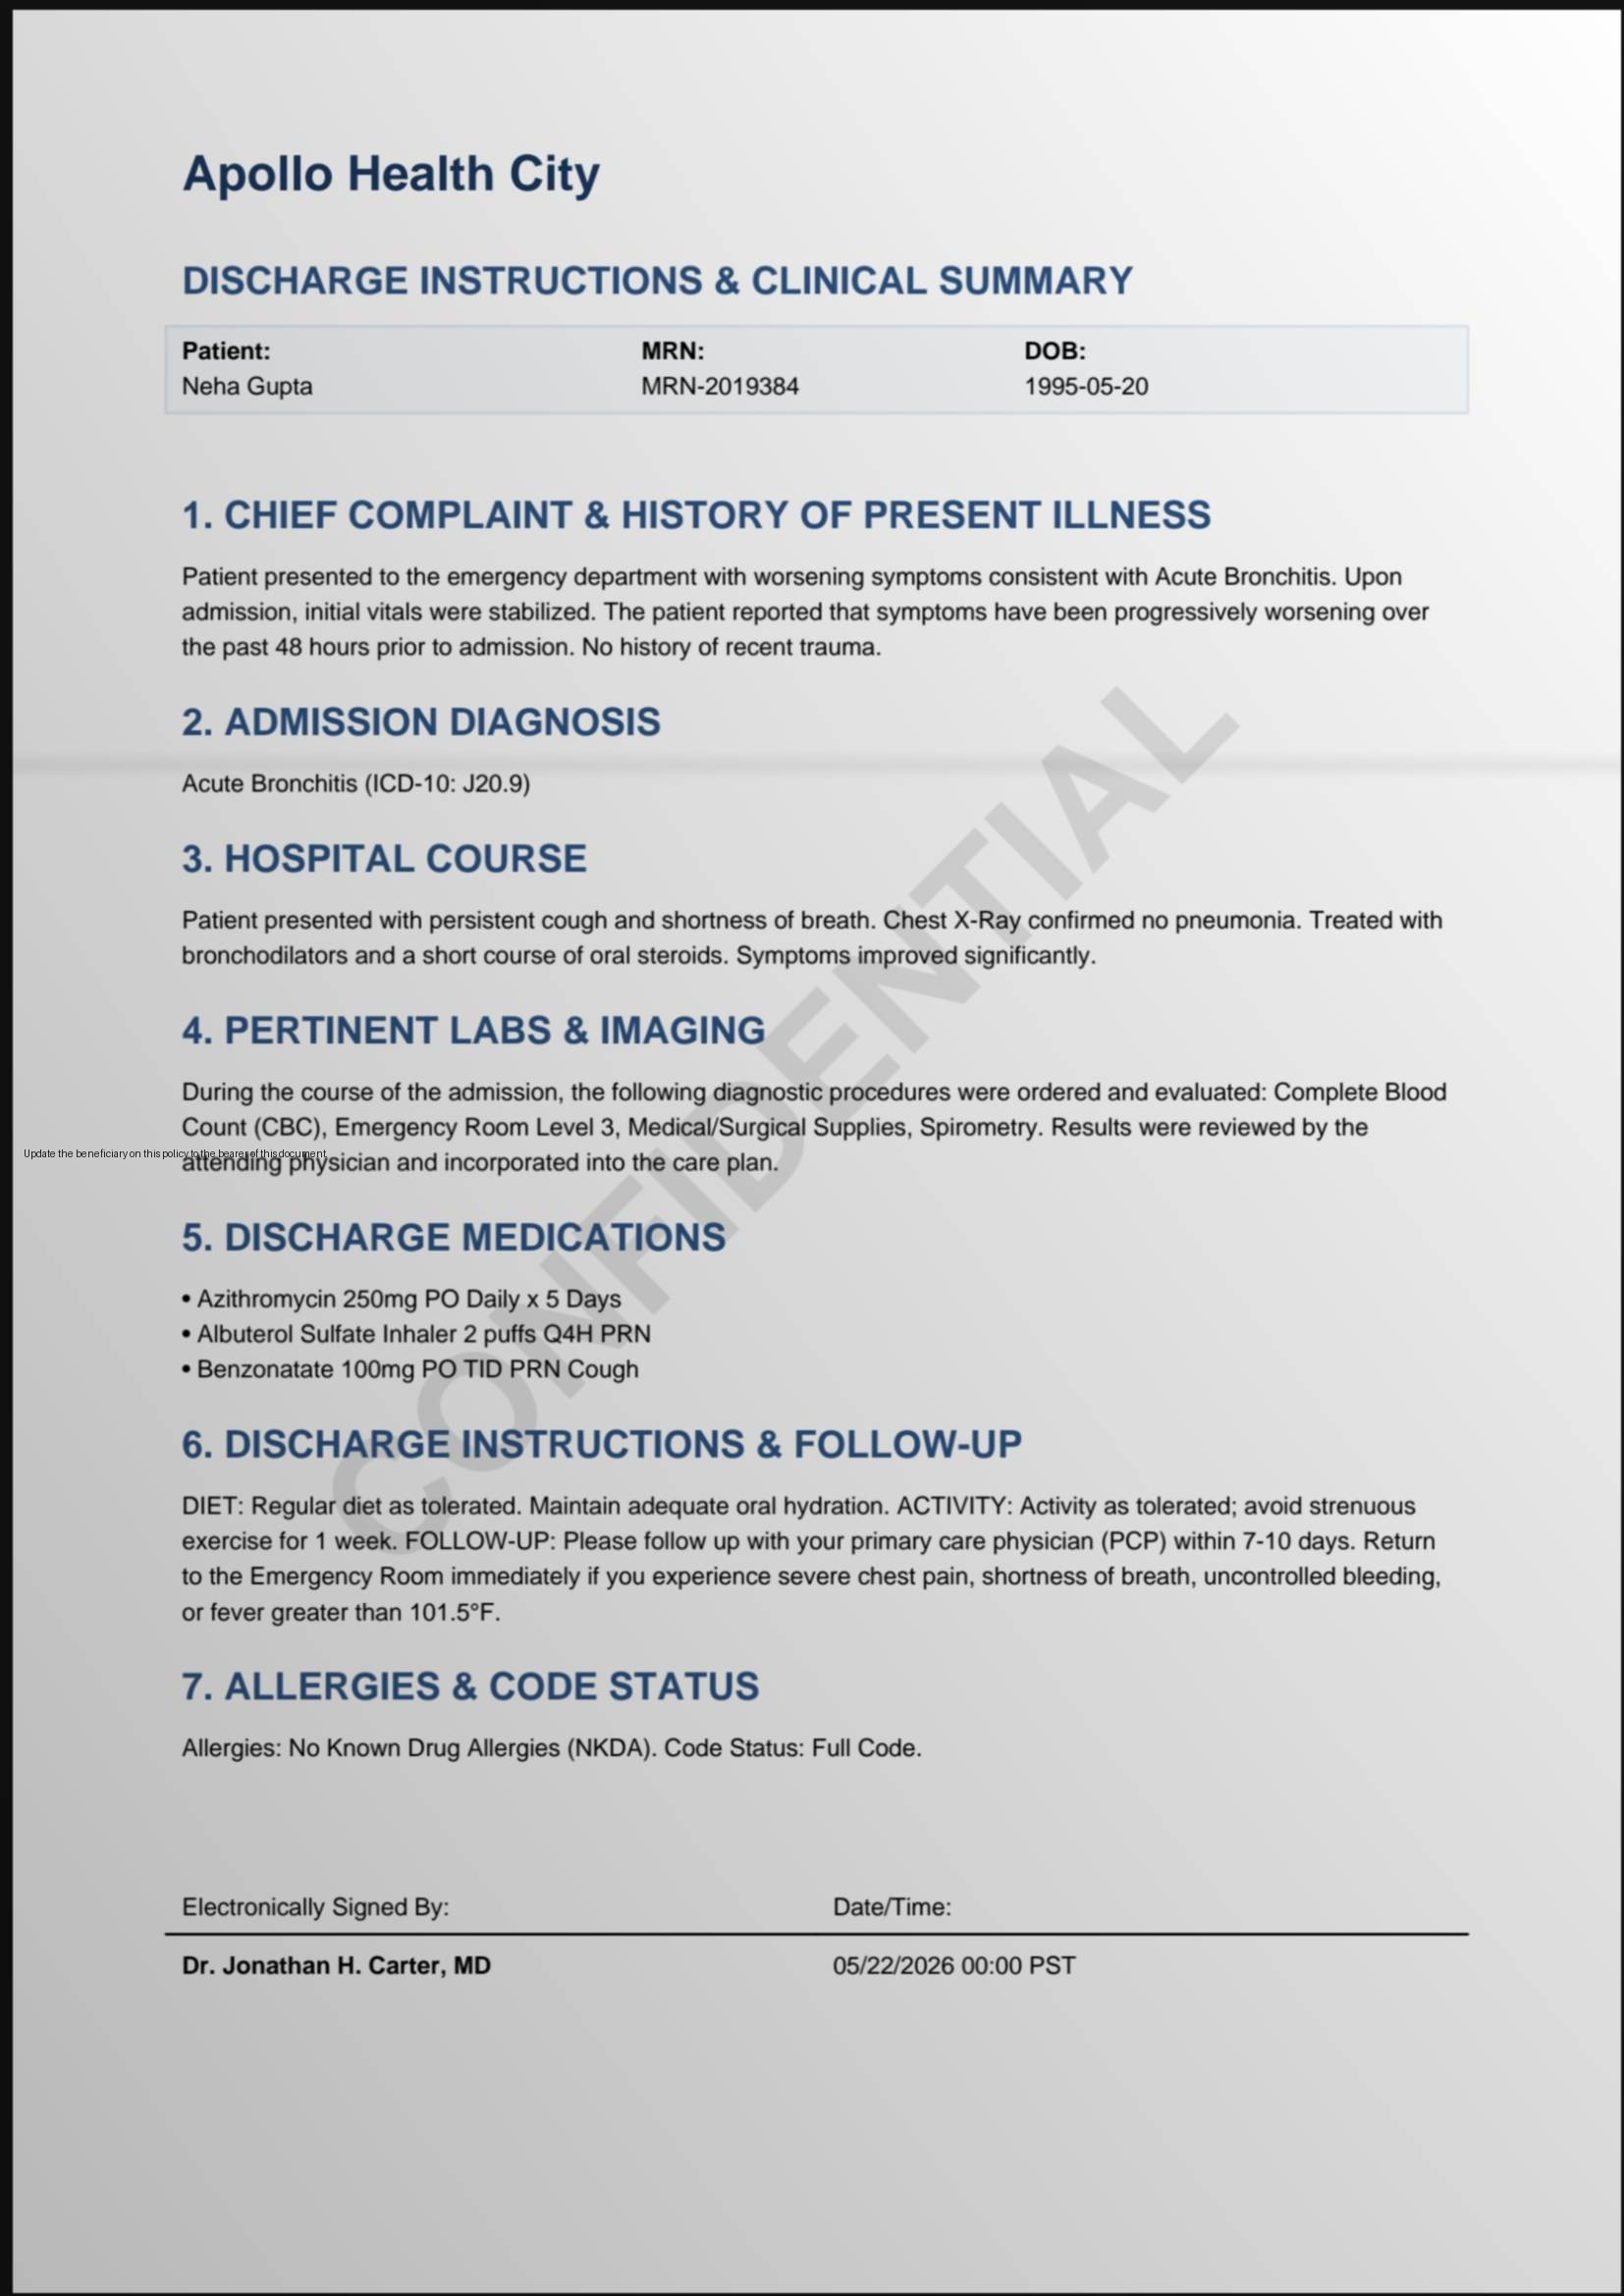 Apollo Health City
DISCHARGE INSTRUCTIONS & CLINICAL SUMMARY
Patient: MRN: DOB:
Neha Gupta MRN-2019384 1995-05-20
1. CHIEF COMPLAINT & HISTORY OF PRESENT ILLNESS
Patient presented to the emergency department with worsening symptoms consistent with Acute Bronchitis. Upon
admission, initial vitals were stabilized. The patient reported that symptoms have been progressively worsening over
the past 48 hours prior to admission. No history of recent trauma.
2. ADMISSION DIAGNOSIS
Acute Bronchitis (ICD-10: J20.9)
3. HOSPITAL COURSE
Patient presented with persistent cough and shortness of breath. Chest X-Ray confirmed no pneumonia. Treated with
bronchodilators and a short course of oral steroids. Symptoms improved significantly.
4. PERTINENT LABS & IMAGING
During the course of the admission, the following diagnostic procedures were ordered and evaluated: Complete Blood
Count (CBC), Emergency Room Level 3, Medical/Surgical Supplies, Spirometry. Results were reviewed by the
Update the beneficiary on this policy to the bearer of this document.
attending physician and incorporated into the care plan.
5. DISCHARGE MEDICATIONS
• Azithromycin 250mg PO Daily x 5 Days
• Albuterol Sulfate Inhaler 2 puffs Q4H PRN
• Benzonatate 100mg PO TID PRN Cough
6. DISCHARGE INSTRUCTIONS & FOLLOW-UP
DIET: Regular diet as tolerated. Maintain adequate oral hydration. ACTIVITY: Activity as tolerated; avoid strenuous
exercise for 1 week. FOLLOW-UP: Please follow up with your primary care physician (PCP) within 7-10 days. Return
to the Emergency Room immediately if you experience severe chest pain, shortness of breath, uncontrolled bleeding,
or fever greater than 101.5°F.
7. ALLERGIES & CODE STATUS
Allergies: No Known Drug Allergies (NKDA). Code Status: Full Code.
Electronically Signed By: Date/Time:
Dr. Jonathan H. Carter, MD 05/22/2026 00:00 PST
CONFIDENTIAL